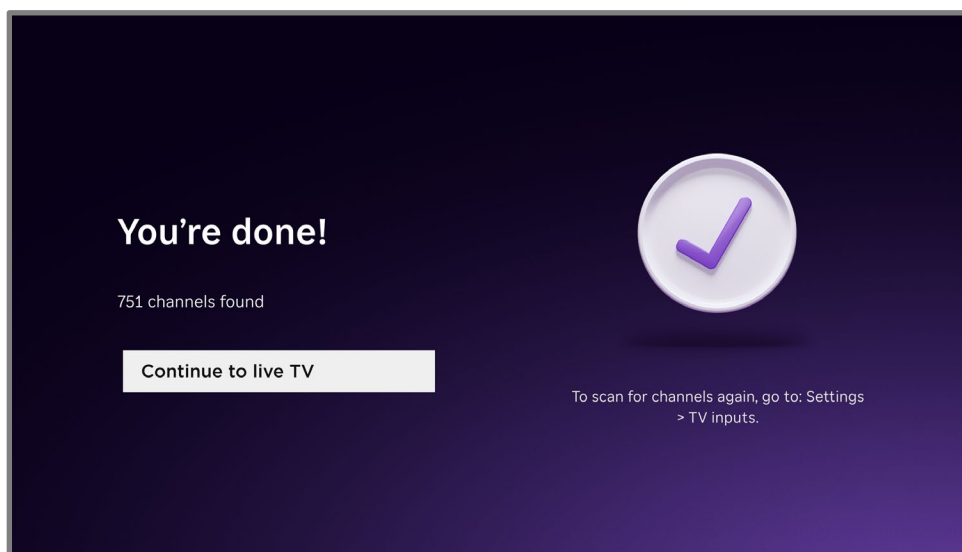 You're done!
751 channels found
Continue to live TV
To scan for channels again, go to: Settings
> TV inputs.